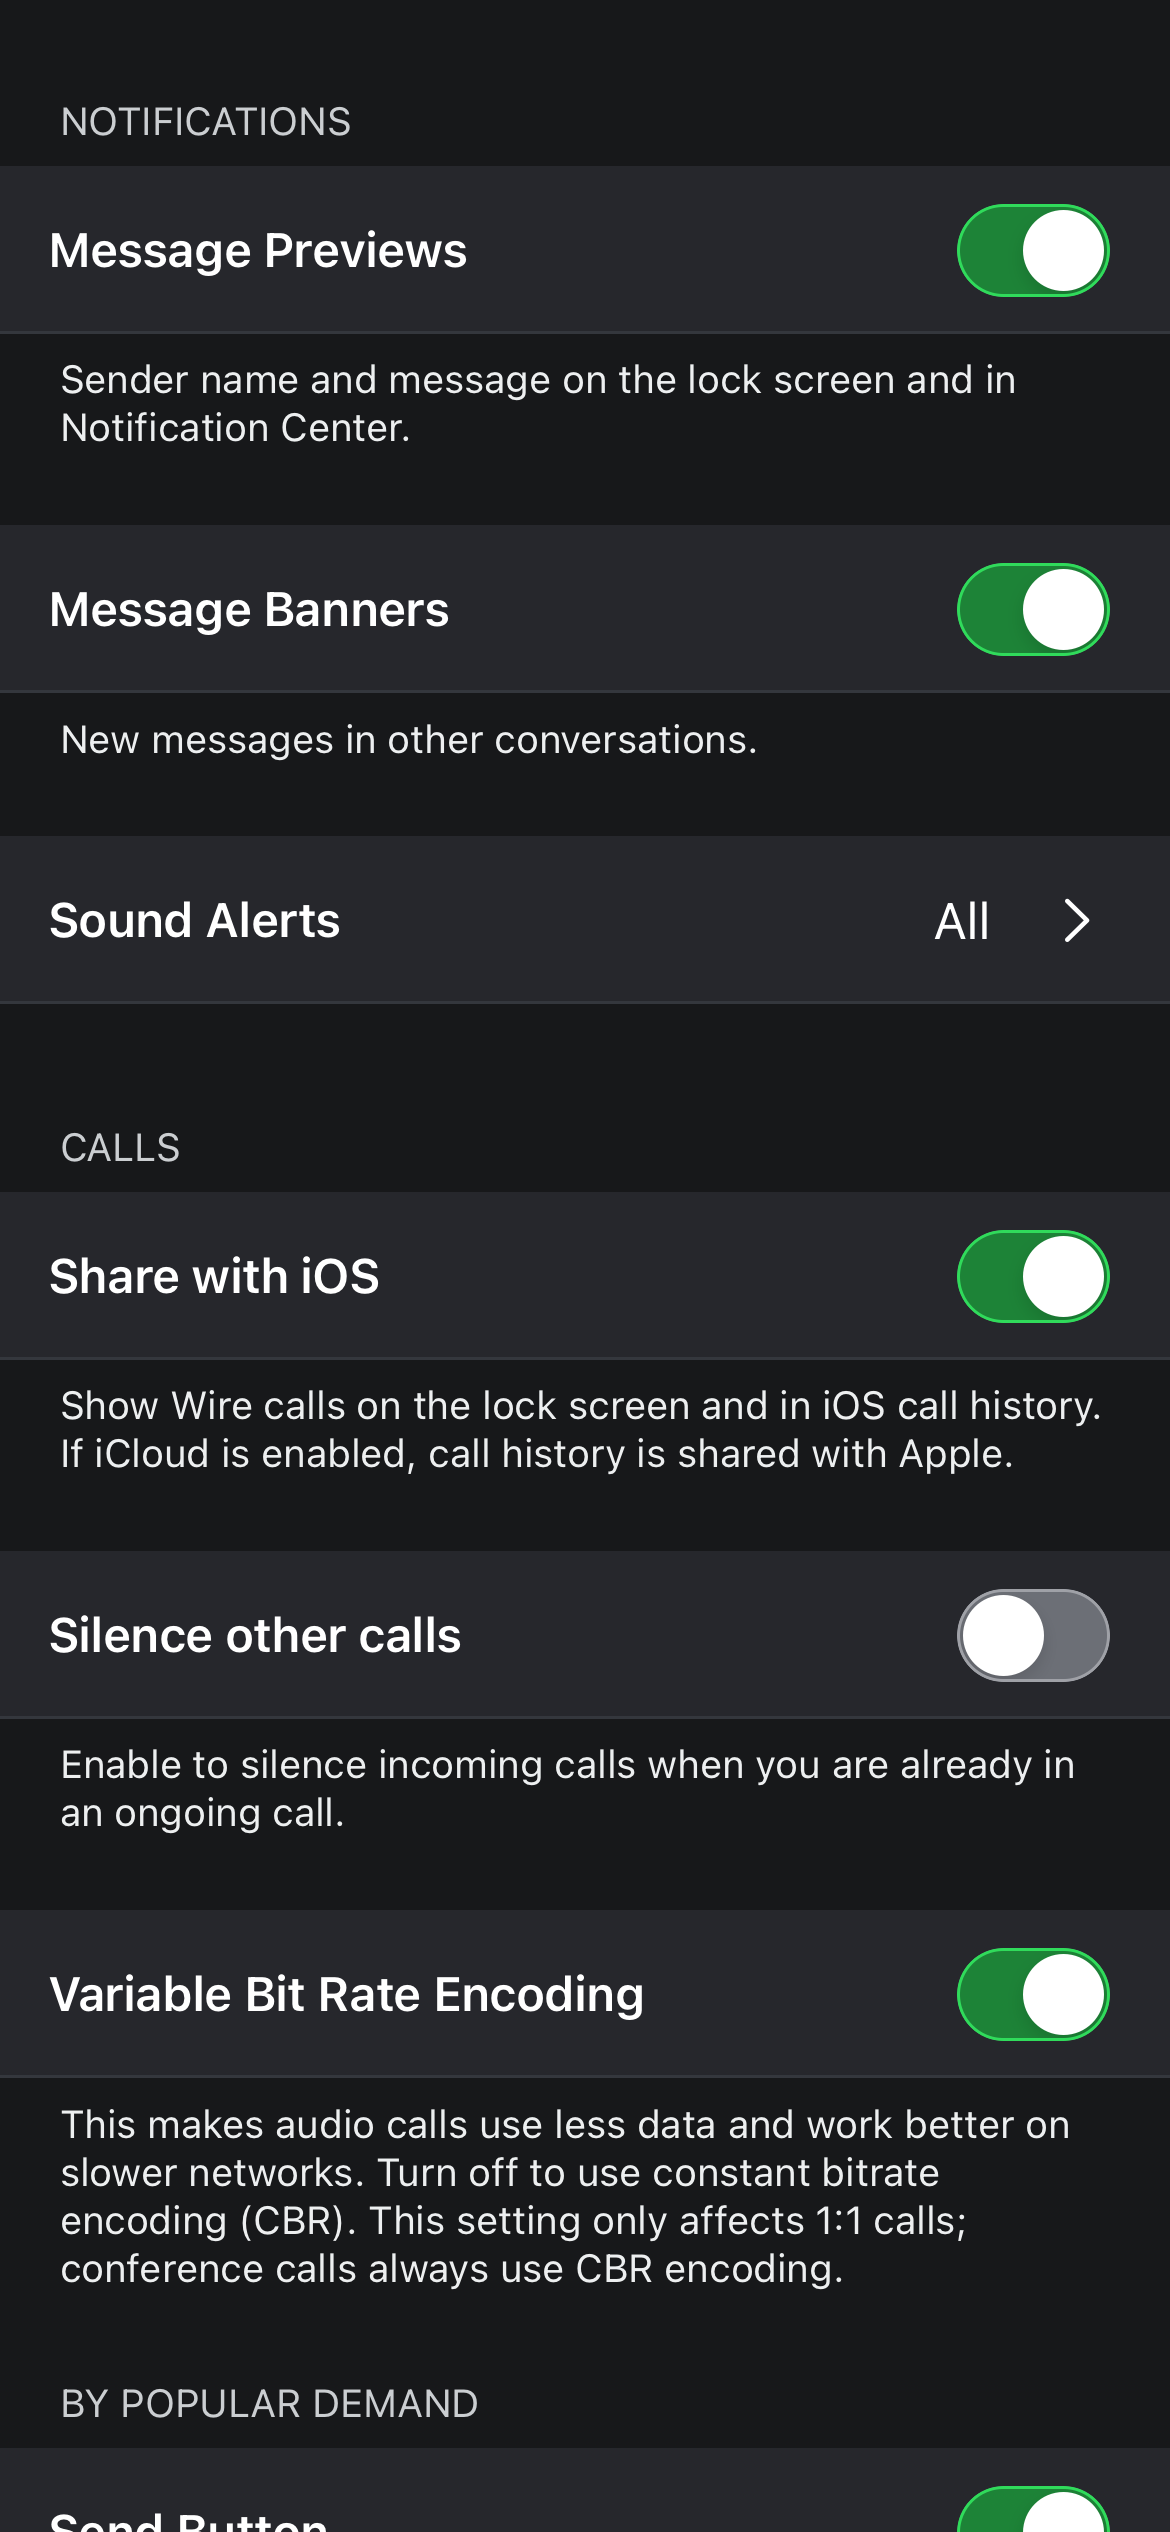 NOTIFICATIONS
Message Previews
Sender name and message on the lock screen and in
Notification Center.
Message Banners
New messages in other conversations.
Sound Alerts All
CALLS
Share with iOS
Show Wire calls on the lock screen and in iOS call history.
If iCloud is enabled, call history is shared with Apple.
Silence other calls
Enable to silence incoming calls when you are already in
an ongoing call.
Variable Bit Rate Encoding
This makes audio calls use less data and work better on
slower networks. Turn off to use constant bitrate
encoding (CBR). This setting only affects 1:1 calls;
conference calls always use CBR encoding.
BY POPULAR DEMAND
Send Button